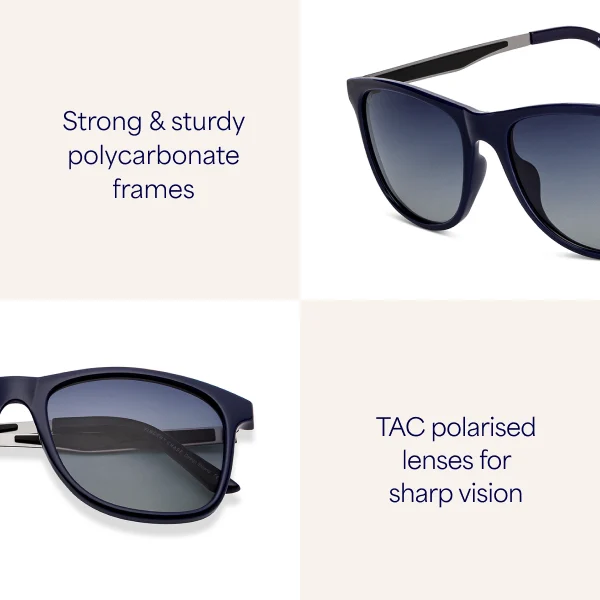 Strong & sturdy
polycarbonate
frames
TAC polarised
lenses for
sharp vision